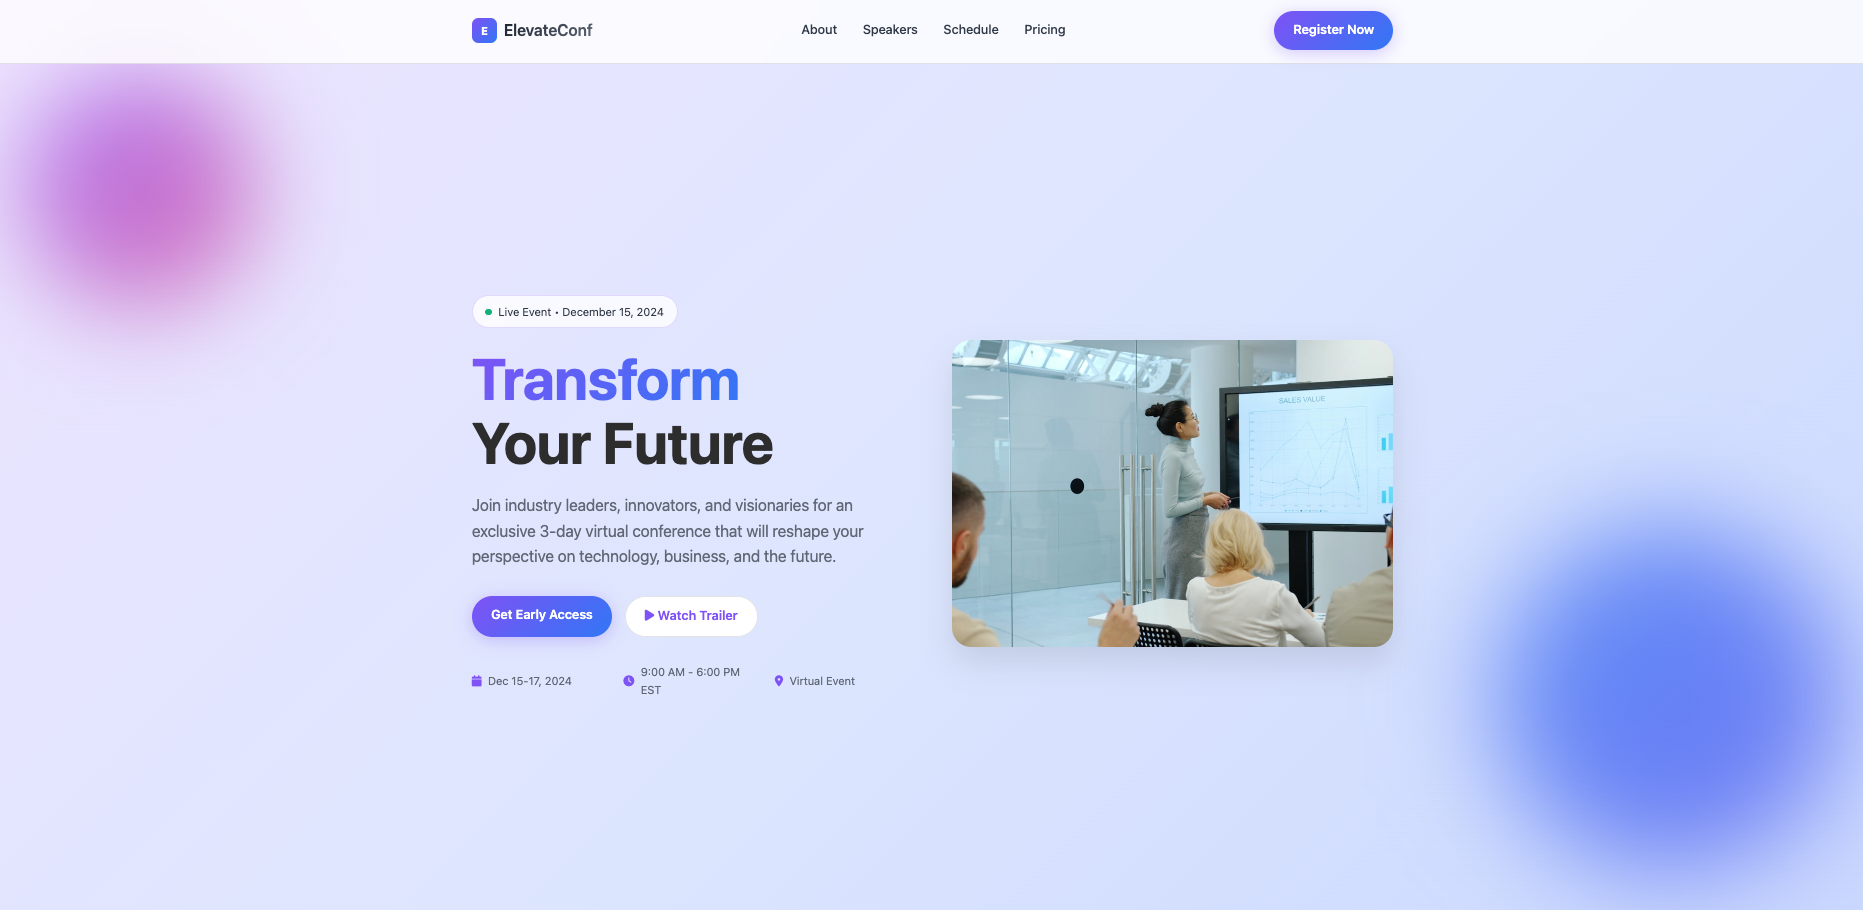 E ElevateConf
About
Speakers
Schedule
Pricing
Register Now
Live Event • December 15, 2024
Transform
Your Future
Join industry leaders, innovators, and visionaries for an
exclusive 3-day virtual conference that will reshape your
perspective on technology, business, and the future.
Get Early Access
Watch Trailer
Dec 15-17, 2024
9:00 AM - 6:00 PM
EST
Virtual Event
SALES VALUE